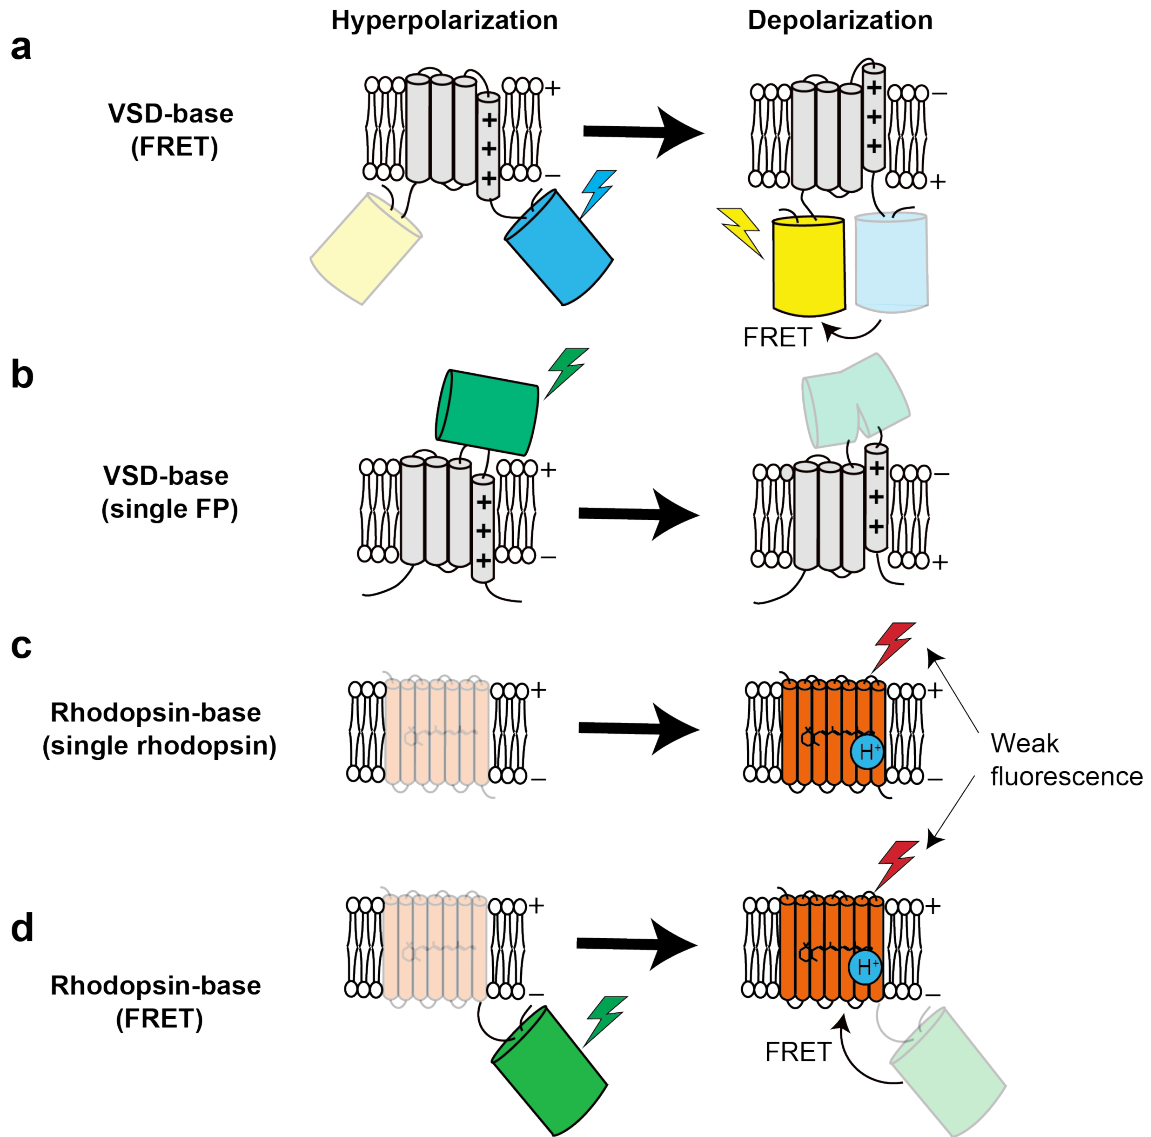 Hyperpolarization
Depolarization
a
VSD-base
(FRET)
+
−
+
+
+
−
+
+
+
+
FRET
b
VSD-base
(single FP)
+
−
+
+
+
−
+
+
+
+
c
Rhodopsin-base
(single rhodopsin)
+
−
+
−
H+
Weak
fluorescence
d
Rhodopsin-base
(FRET)
+
−
+
−
H+
FRET